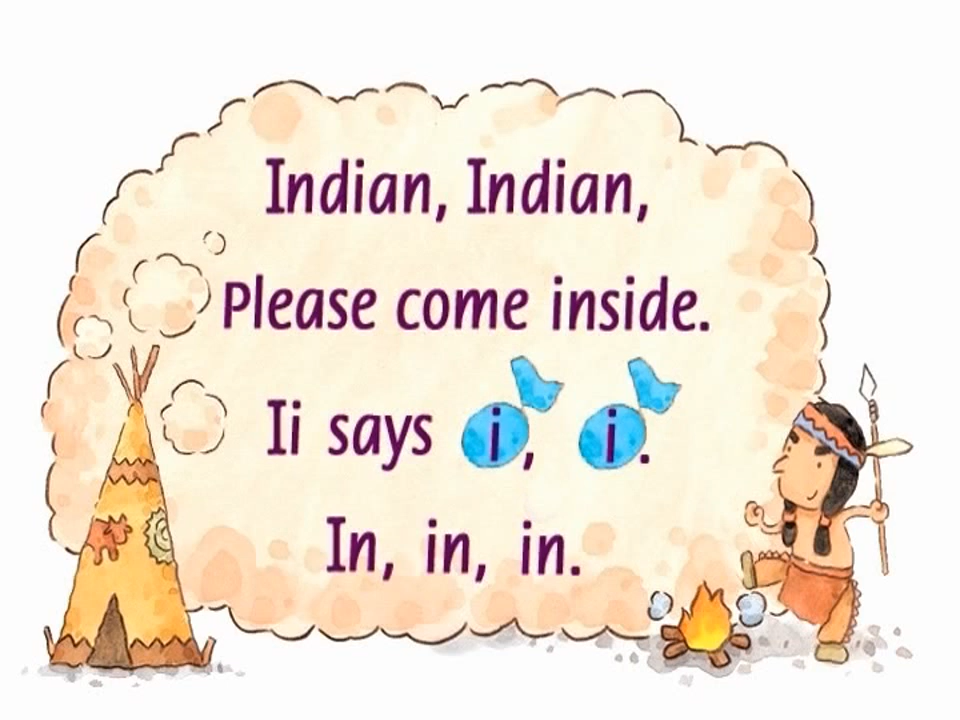 Indian, Indian,
Please come inside.
Ii says i, i.
In, in, in.